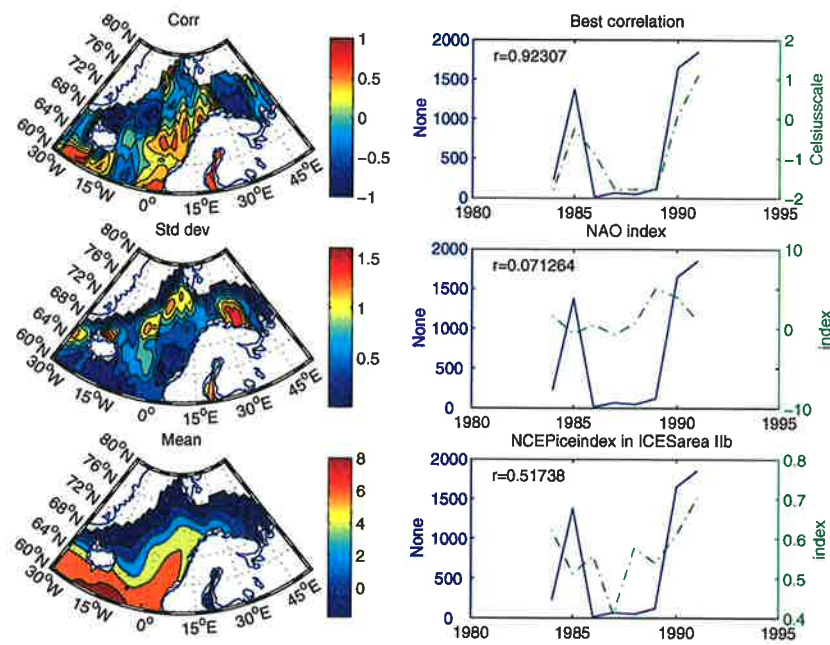 Corr
80°N
76°N
72°N
68°N
64°N
60°N
30°W
15°W
0°
15°E
30°E
45°E
1
0.5
0
−0.5
−1
Best correlation
r=0.92307
None
2000
1500
1000
500
0
1980
1985
1990
1995
2
1
0
−1
−2
Celsiusscale
Std dev
80°N
76°N
72°N
68°N
64°N
60°N
30°W
15°W
0°
15°E
30°E
45°E
1.5
1
0.5
NAO index
r=0.071264
None
2000
1500
1000
500
0
1980
1985
1990
1995
10
0
−10
index
Mean
80°N
76°N
72°N
68°N
64°N
60°N
30°W
15°W
0°
15°E
30°E
45°E
8
6
4
2
0
NCEPiceindex in ICESarea IIb
r=0.51738
None
2000
1500
1000
500
0
1980
1985
1990
1995
0.8
0.7
0.6
0.5
0.4
index